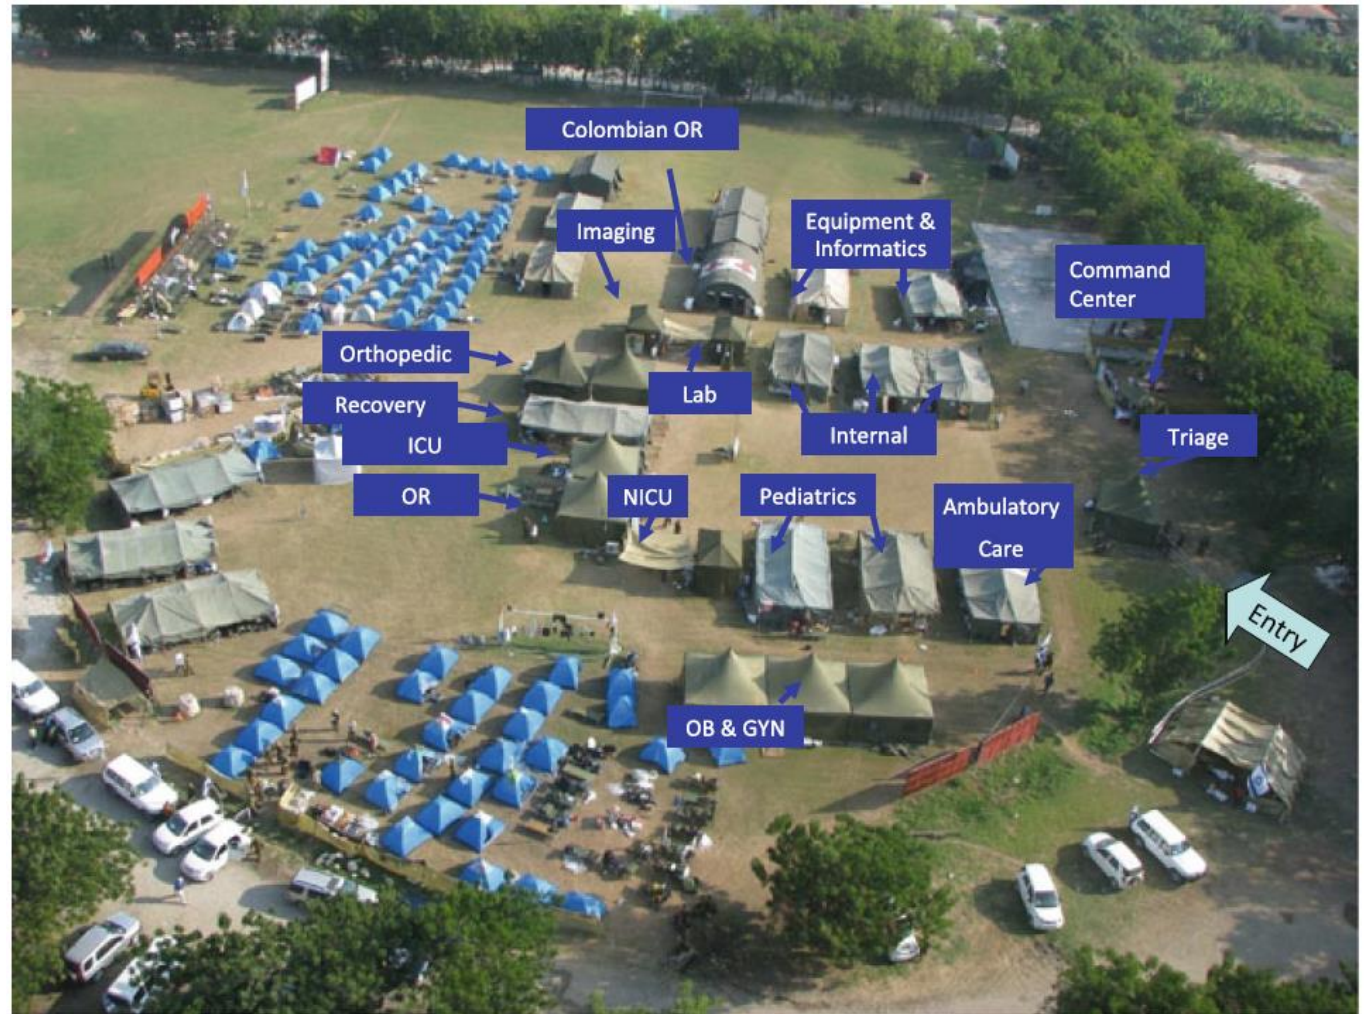 Colombian OR
Imaging
Equipment &
Informatics
Command
Center
Orthopedic
Lab
Recovery
Internal
Triage
ICU
OR
NICU
Pediatrics
Ambulatory
Care
Entry
OB & GYN